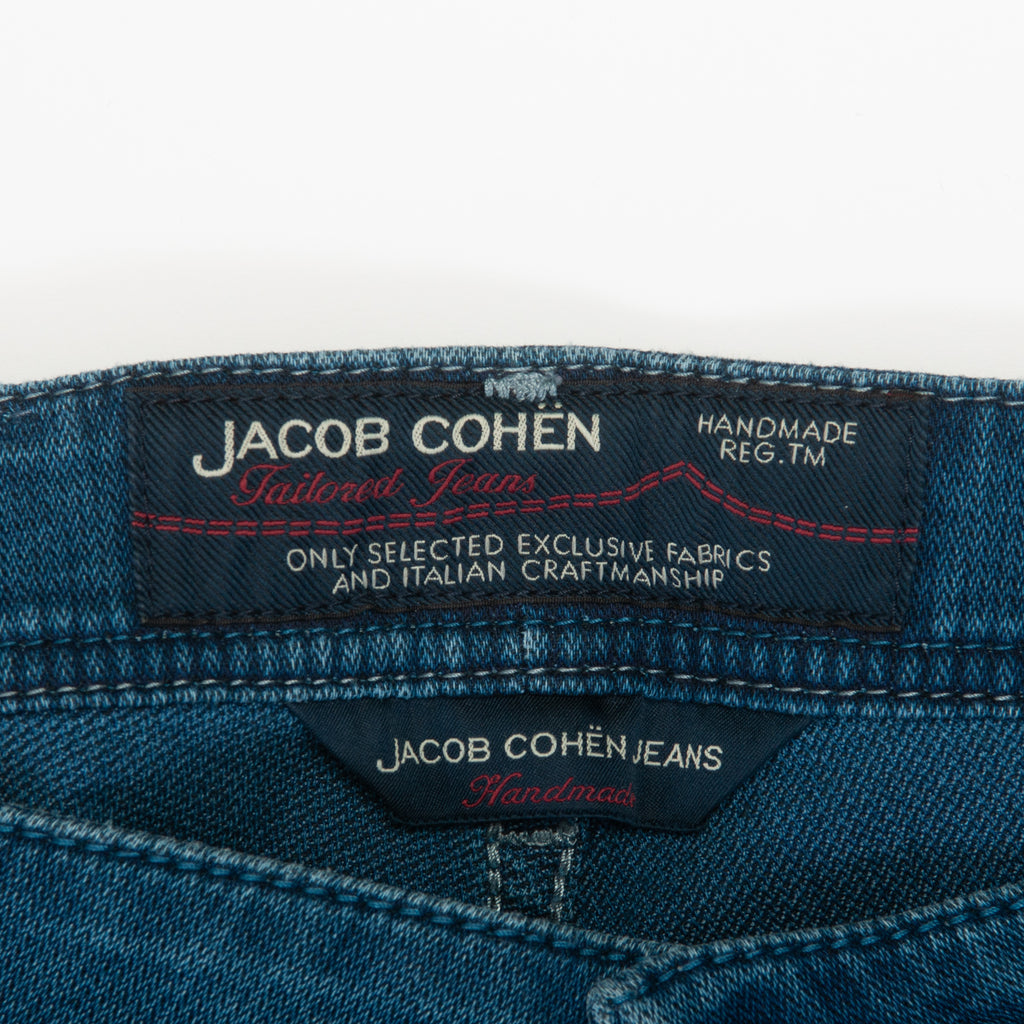 JACOB COHËN
Tailored Jeans
HANDMADE
REG.TM
ONLY SELECTED EXCLUSIVE FABRICS
AND ITALIAN CRAFTMANSHIP
JACOB COHËN JEANS
Handmade